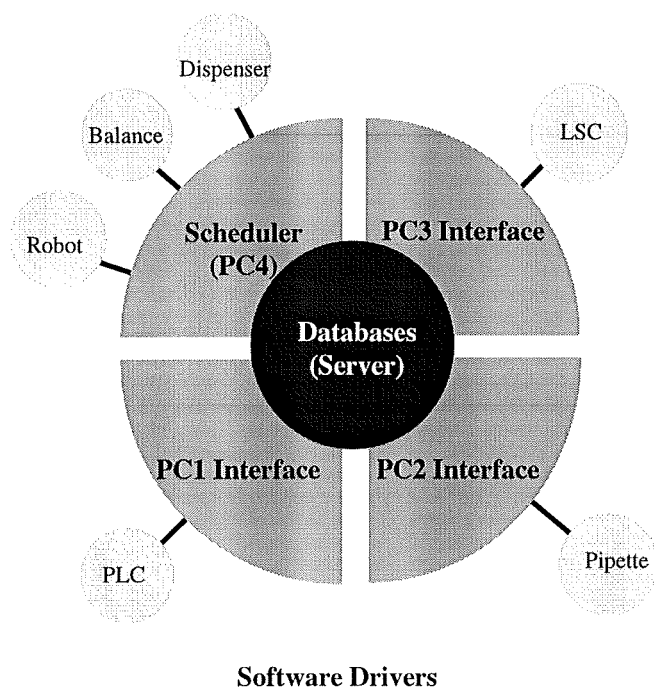 Dispenser
Balance
LSC
Robot
Scheduler
(PC4)
PC3 Interface
Databases
(Server)
PC1 Interface
PC2 Interface
PLC
Pipette
Software Drivers